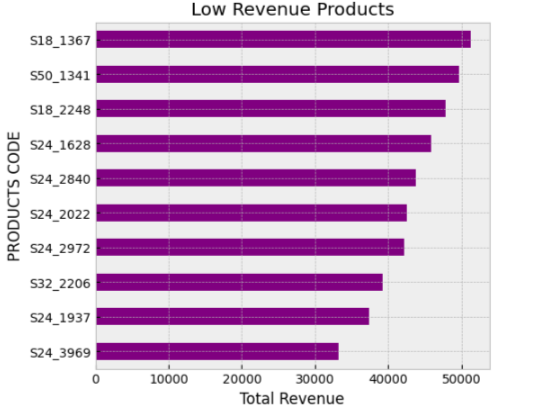 Low Revenue Products
PRODUCTS CODE
S18_1367
S50_1341
S18_2248
S24_1628
S24_2840
S24_2022
S24_2972
S32_2206
S24_1937
S24_3969
0 10000 20000 30000 40000 50000
Total Revenue